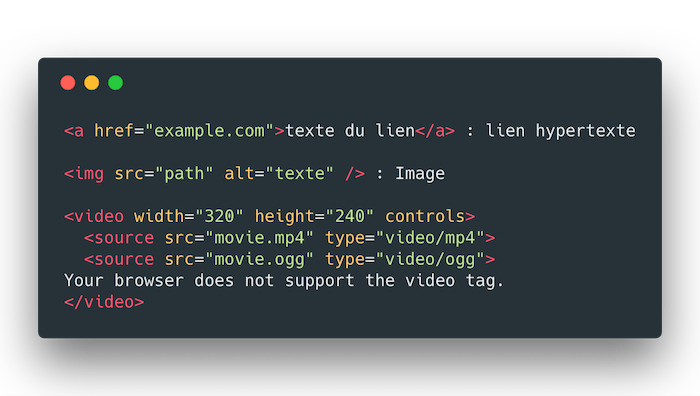 <a href="example.com">texte du lien</a> : lien hypertexte
<img src="path" alt="texte" /> : Image
<video width="320" height="240" controls>
<source src="movie.mp4" type="video/mp4">
<source src="movie.ogg" type="video/ogg">
Your browser does not support the video tag.
</video>